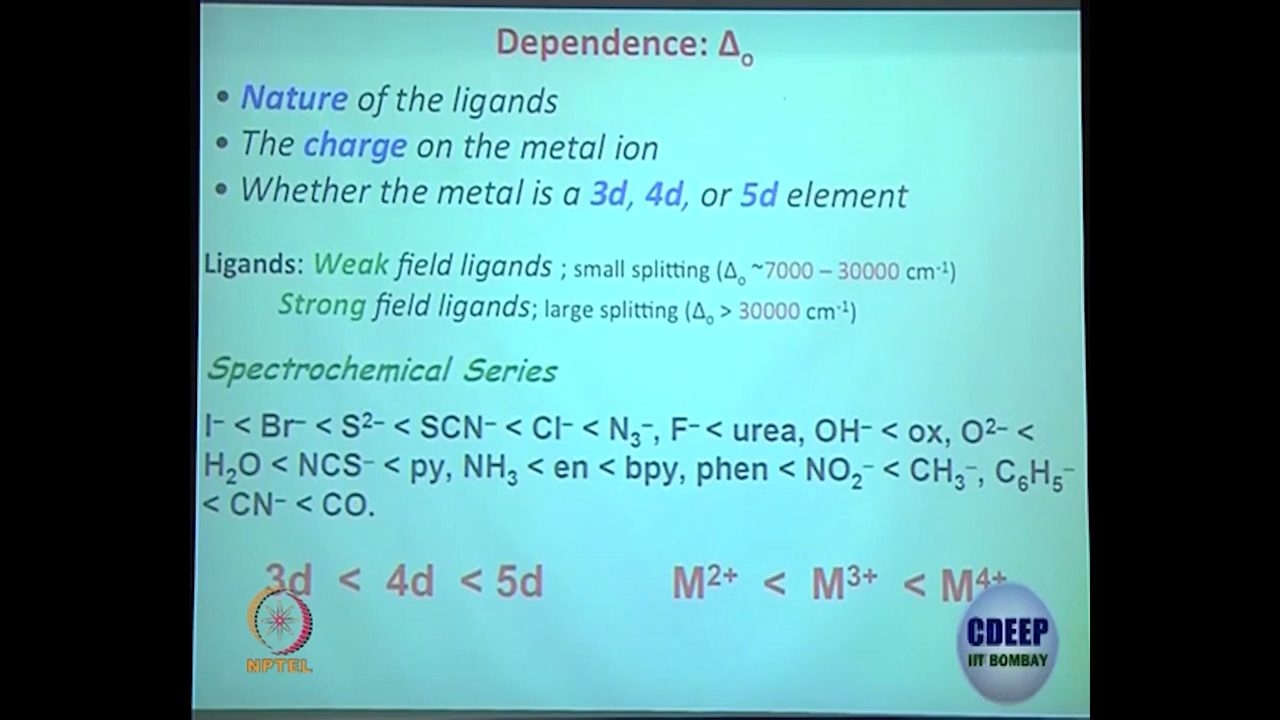 Dependence: Δₒ
• Nature of the ligands
• The charge on the metal ion
• Whether the metal is a 3d, 4d, or 5d element
Ligands: Weak field ligands ; small splitting (Δₒ ~7000 – 30000 cm⁻¹)
Strong field ligands; large splitting (Δₒ > 30000 cm⁻¹)
Spectrochemical Series
I⁻ < Br⁻ < S²⁻ < SCN⁻ < Cl⁻ < N₃⁻, F⁻ < urea, OH⁻ < ox, O²⁻ <
H₂O < NCS⁻ < py, NH₃ < en < bpy, phen < NO₂⁻ < CH₃⁻, C₆H₅⁻
< CN⁻ < CO.
3d < 4d < 5d M²⁺ < M³⁺ < M⁴⁺
NPTEL
CDEEP
IIT BOMBAY